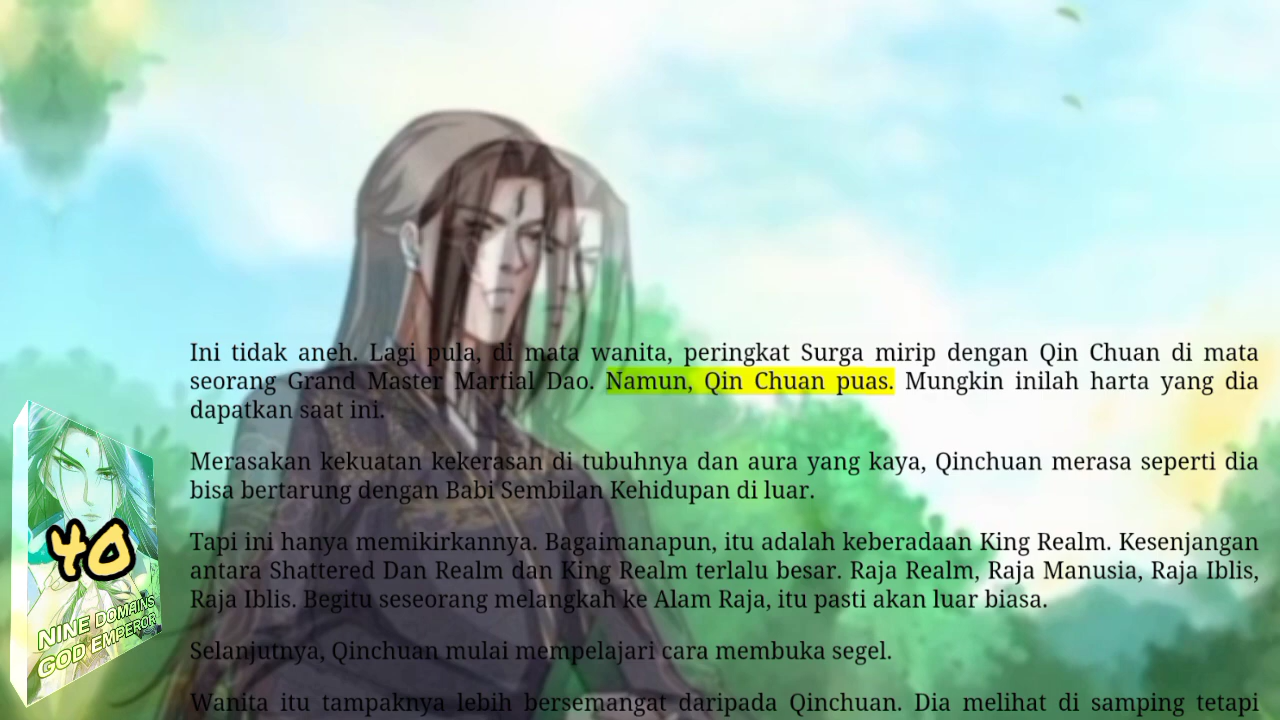 Ini tidak aneh. Lagi pula, di mata wanita, peringkat Surga mirip dengan Qin Chuan di mata
seorang Grand Master Martial Dao. Namun, Qin Chuan puas. Mungkin inilah harta yang dia
dapatkan saat ini.
Merasakan kekuatan kekerasan di tubuhnya dan aura yang kaya, Qinchuan merasa seperti dia
bisa bertarung dengan Babi Sembilan Kehidupan di luar.
Tapi ini hanya memikirkannya. Bagaimanapun, itu adalah keberadaan King Realm. Kesenjangan
antara Shattered Dan Realm dan King Realm terlalu besar. Raja Realm, Raja Manusia, Raja Iblis,
Raja Iblis. Begitu seseorang melangkah ke Alam Raja, itu pasti akan luar biasa.
Selanjutnya, Qinchuan mulai mempelajari cara membuka segel.
Wanita itu tampaknya lebih bersemangat daripada Qinchuan. Dia melihat di samping tetapi
40
NINE DOMAINS
GOD EMPEROR